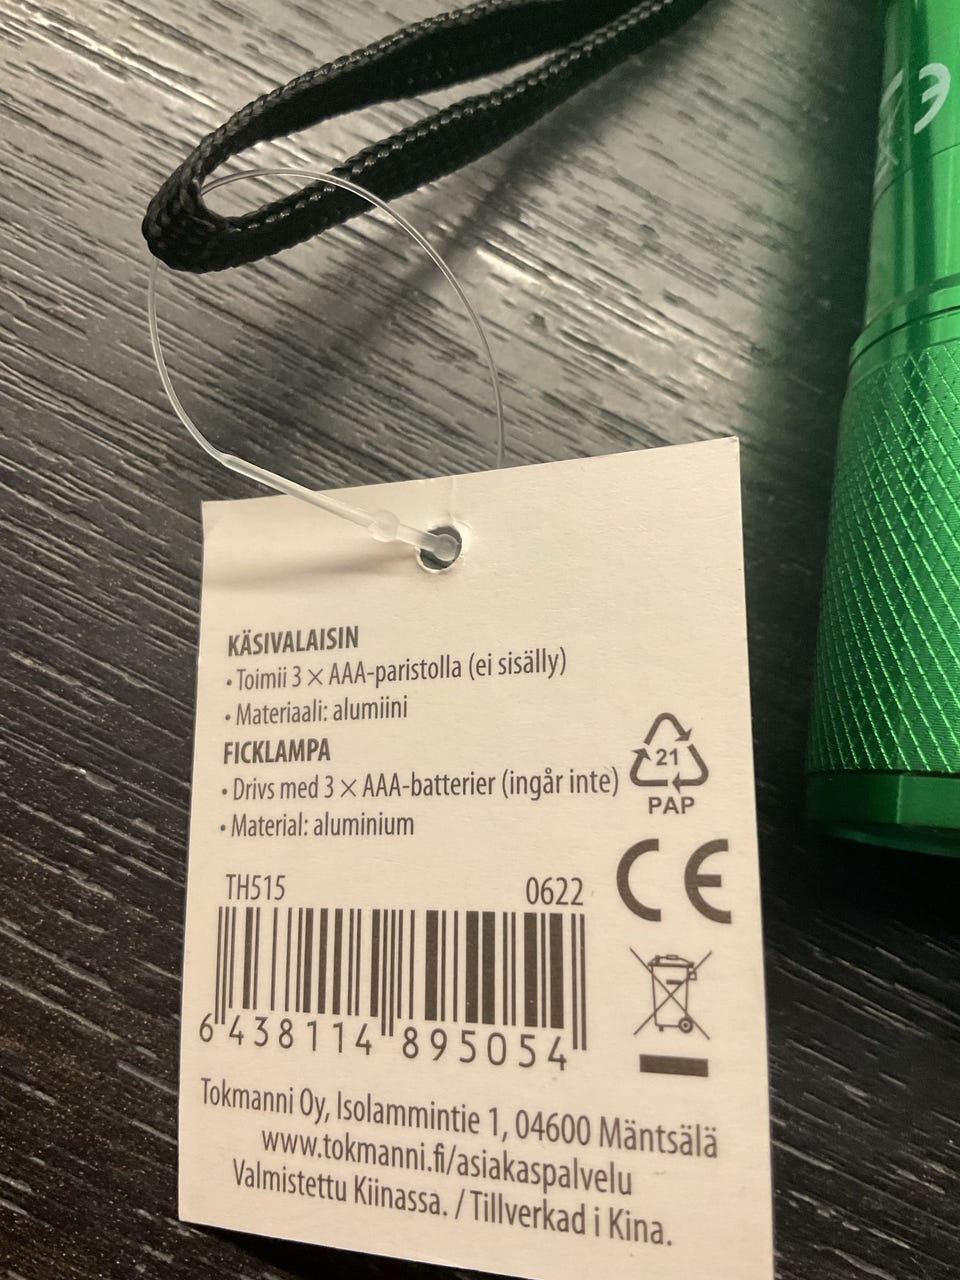 CE
KÄSIVALAISIN
• Toimii 3 × AAA-paristolla (ei sisälly)
• Materiaali: alumiini
FICKLAMPA
• Drivs med 3 × AAA-batterier (ingår inte)
• Material: aluminium
21
PAP
CE
TH515 0622
6 438114 895054
Tokmanni Oy, Isolammintie 1, 04600 Mäntsälä
www.tokmanni.fi/asiakaspalvelu
Valmistettu Kiinassa. / Tillverkad i Kina.